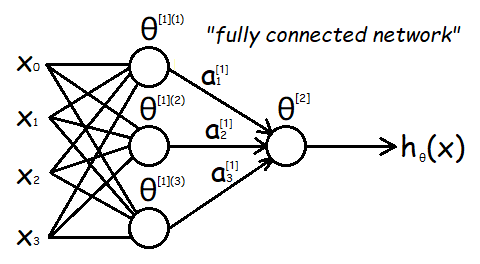 θ[1](1)
"fully connected network"
x0
a1[1]
θ[1](2)
θ[2]
x1
a2[1]
hθ(x)
x2
θ[1](3)
a3[1]
x3